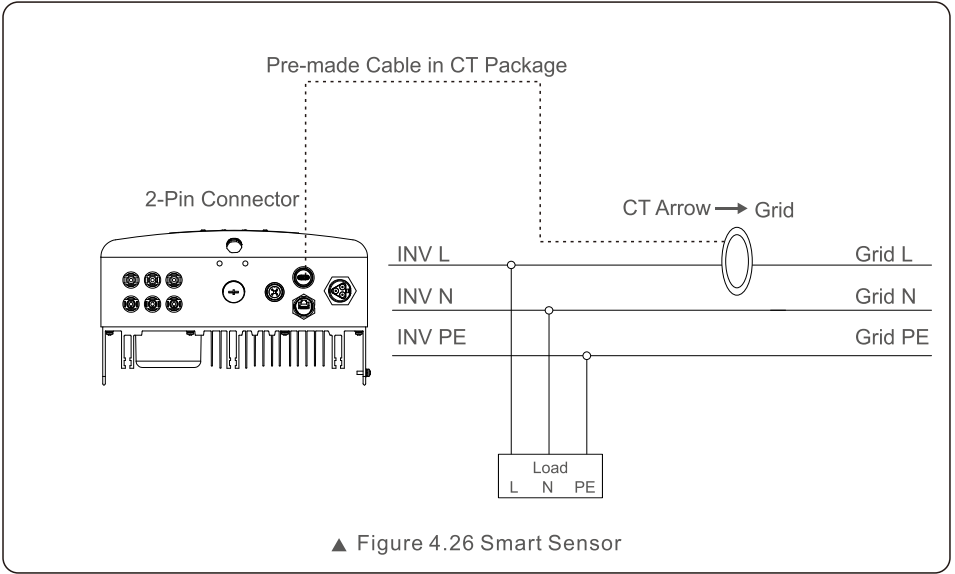 Pre-made Cable in CT Package
2-Pin Connector
CT Arrow → Grid
INV L
Grid L
INV N
Grid N
INV PE
Grid PE
Load
L N PE
▲ Figure 4.26 Smart Sensor